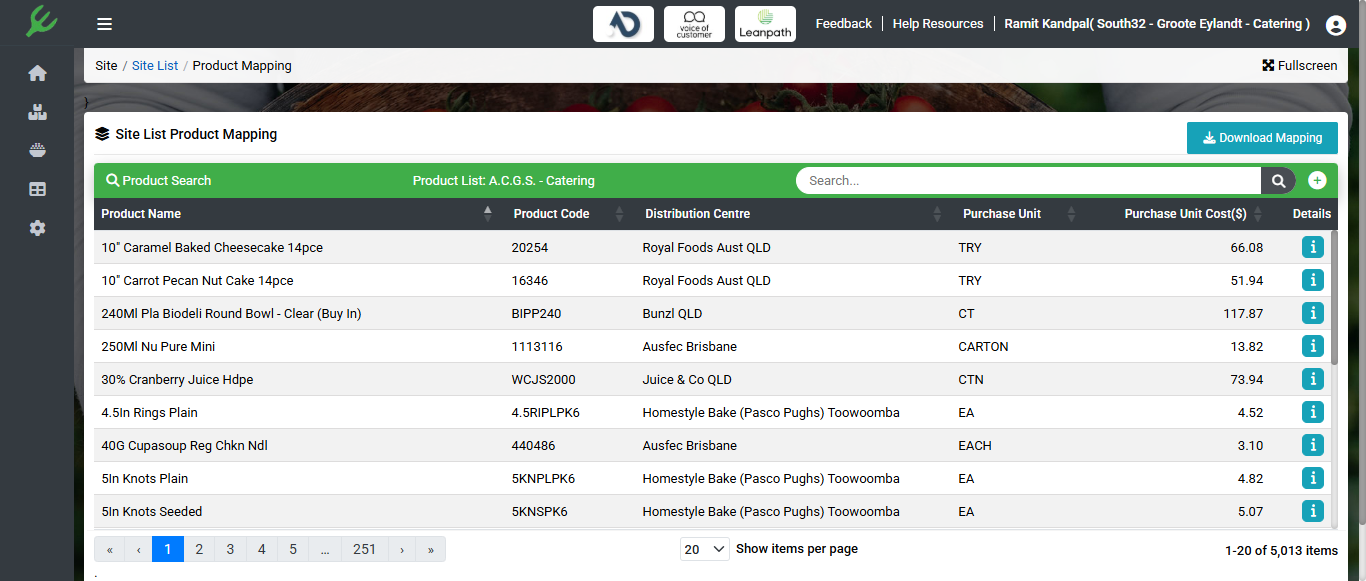 voice of customer
Leanpath
Feedback
Help Resources
Ramit Kandpal( South32 - Groote Eylandt - Catering )
Site / Site List / Product Mapping
Fullscreen
)
Site List Product Mapping
Download Mapping
Product Search
Product List: A.C.G.S. - Catering
Search...
Product Name Product Code Distribution Centre Purchase Unit Purchase Unit Cost($) Details
10" Caramel Baked Cheesecake 14pce 20254 Royal Foods Aust QLD TRY 66.08
10" Carrot Pecan Nut Cake 14pce 16346 Royal Foods Aust QLD TRY 51.94
240Ml Pla Biodeli Round Bowl - Clear (Buy In) BIPP240 Bunzl QLD CT 117.87
250Ml Nu Pure Mini 1113116 Ausfec Brisbane CARTON 13.82
30% Cranberry Juice Hdpe WCJS2000 Juice & Co QLD CTN 73.94
4.5In Rings Plain 4.5RIPLPK6 Homestyle Bake (Pasco Pughs) Toowoomba EA 4.52
40G Cupasoup Reg Chkn Ndl 440486 Ausfec Brisbane EACH 3.10
5In Knots Plain 5KNPLPK6 Homestyle Bake (Pasco Pughs) Toowoomba EA 4.82
5In Knots Seeded 5KNSPK6 Homestyle Bake (Pasco Pughs) Toowoomba EA 5.07
« ‹ 1 2 3 4 5 ... 251 › »
20 Show items per page
1-20 of 5,013 items
.